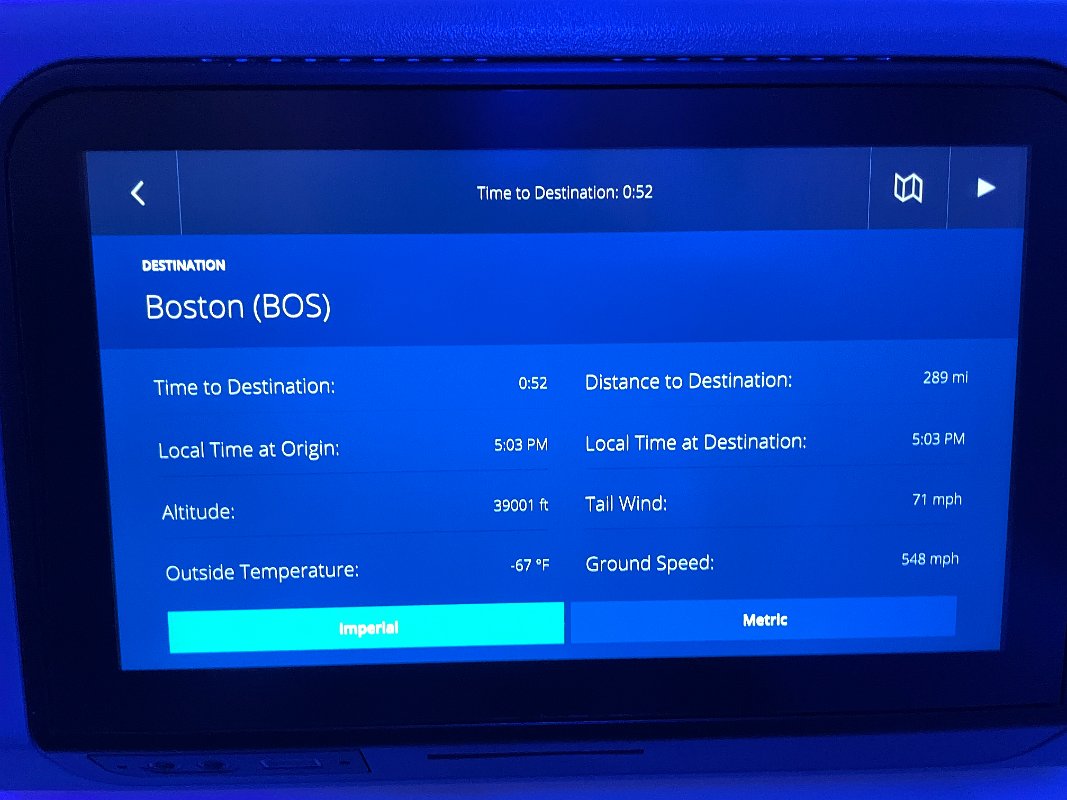 Time to Destination: 0:52
DESTINATION
Boston (BOS)
Time to Destination: 0:52 Distance to Destination: 289 mi
Local Time at Origin: 5:03 PM Local Time at Destination: 5:03 PM
Altitude: 39001 ft Tail Wind: 71 mph
Outside Temperature: -67 °F Ground Speed: 548 mph
Imperial Metric